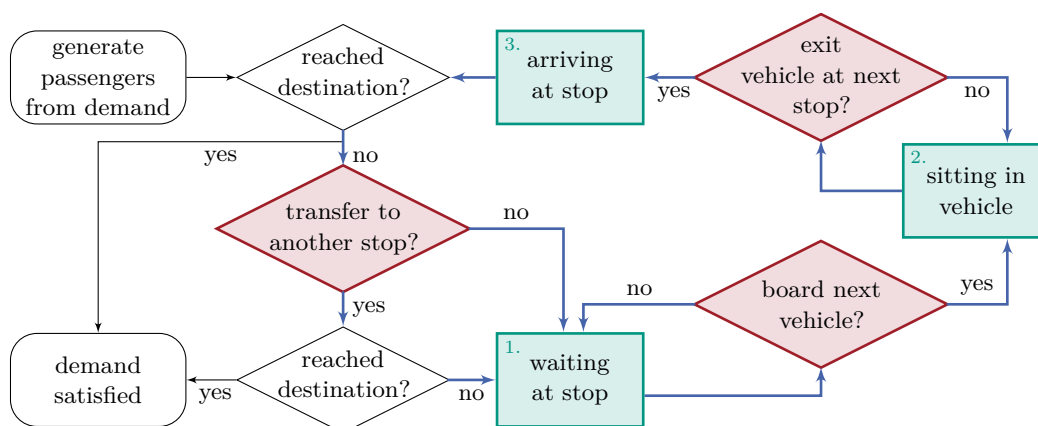 generate
passengers
from demand
reached
destination?
3.
arriving
at stop
exit
vehicle at next
stop?
yes
no
yes
no
2.
sitting in
vehicle
transfer to
another stop?
no
yes
no
board next
vehicle?
yes
demand
satisfied
yes
reached
destination?
no
1.
waiting
at stop